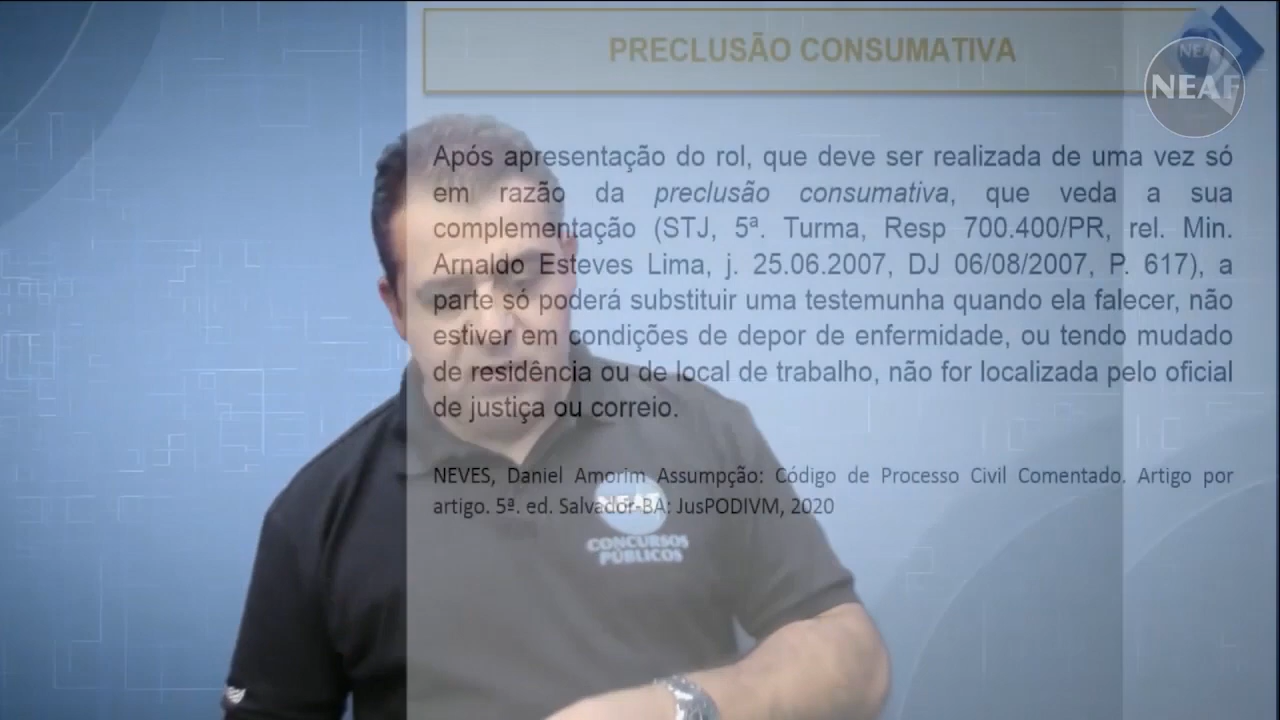 PRECLUSÃO CONSUMATIVA
NEAF
Após apresentação do rol, que deve ser realizada de uma vez só
em razão da preclusão consumativa, que veda a sua
complementação (STJ, 5ª. Turma, Resp 700.400/PR, rel. Min.
Arnaldo Esteves Lima, j. 25.06.2007, DJ 06/08/2007, P. 617), a
parte só poderá substituir uma testemunha quando ela falecer, não
estiver em condições de depor de enfermidade, ou tendo mudado
de residência ou de local de trabalho, não for localizada pelo oficial
de justiça ou correio.
NEVES, Daniel Amorim Assumpção: Código de Processo Civil Comentado. Artigo por
artigo. 5ª. ed. Salvador-BA: JusPODIVM, 2020
NEAF
CONCURSOS
PÚBLICOS